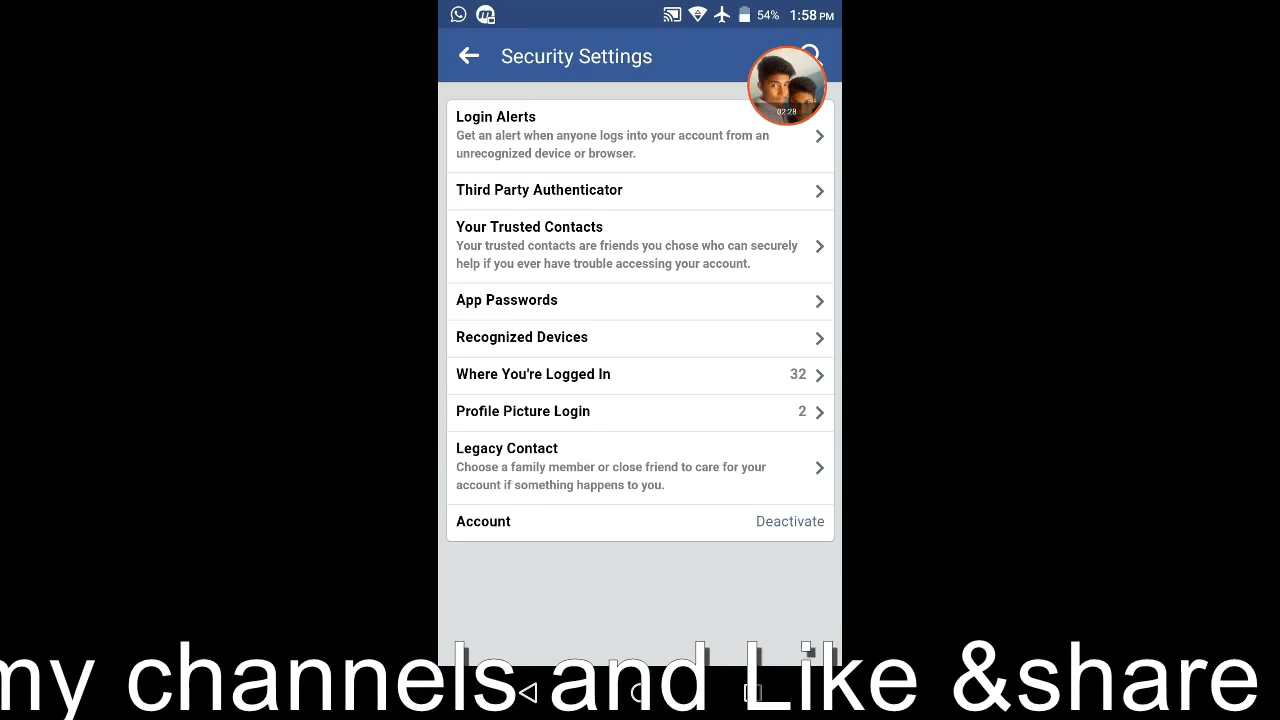 54% 1:58 PM
Security Settings
02:28
Login Alerts
Get an alert when anyone logs into your account from an
unrecognized device or browser.
Third Party Authenticator
Your Trusted Contacts
Your trusted contacts are friends you chose who can securely
help if you ever have trouble accessing your account.
App Passwords
Recognized Devices
Where You're Logged In 32
Profile Picture Login 2
Legacy Contact
Choose a family member or close friend to care for your
account if something happens to you.
Account Deactivate
my channels and Like &share